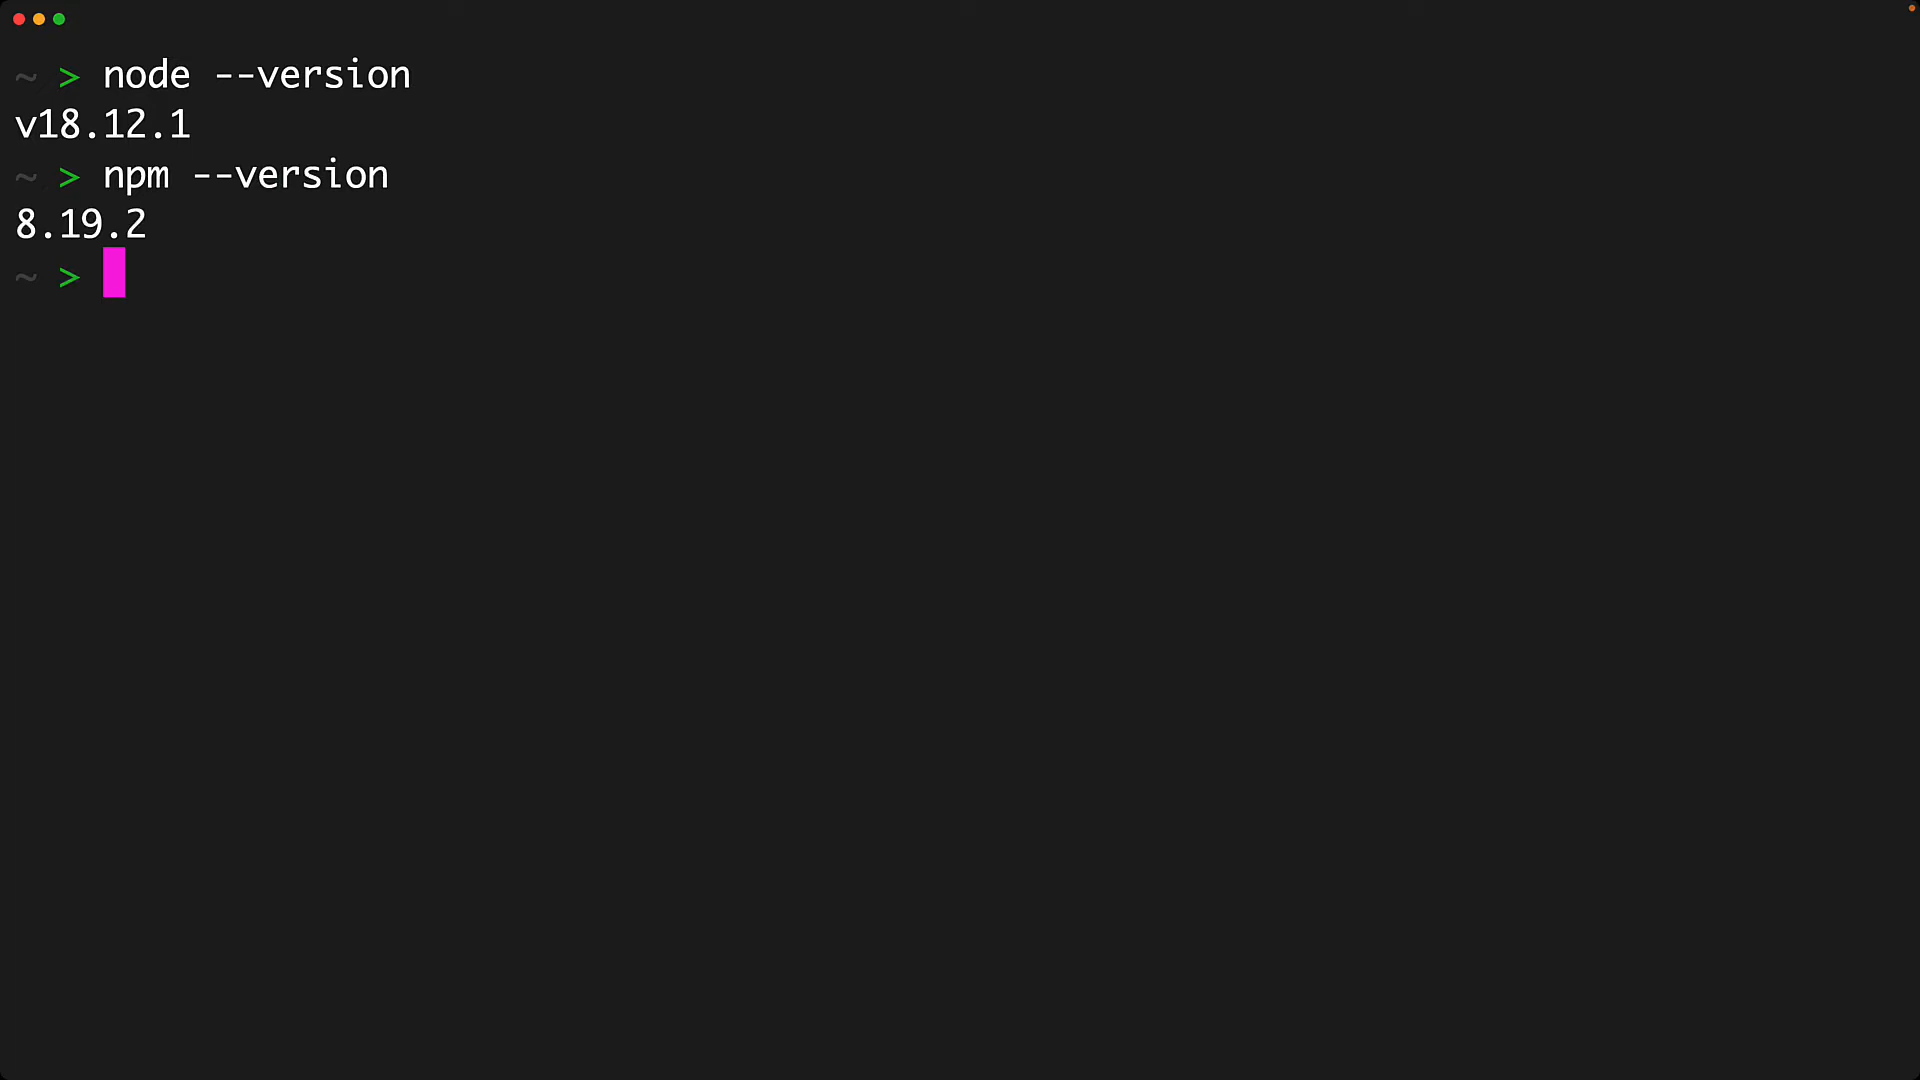 ~ > node --version
v18.12.1
~ > npm --version
8.19.2
~ >